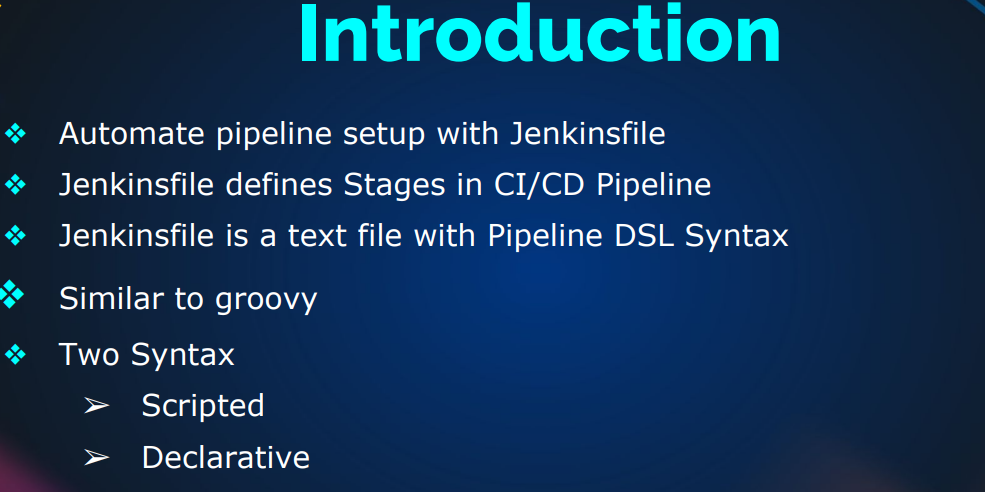 Introduction
❖ Automate pipeline setup with Jenkinsfile
❖ Jenkinsfile defines Stages in CI/CD Pipeline
❖ Jenkinsfile is a text file with Pipeline DSL Syntax
❖ Similar to groovy
❖ Two Syntax
➢ Scripted
➢ Declarative